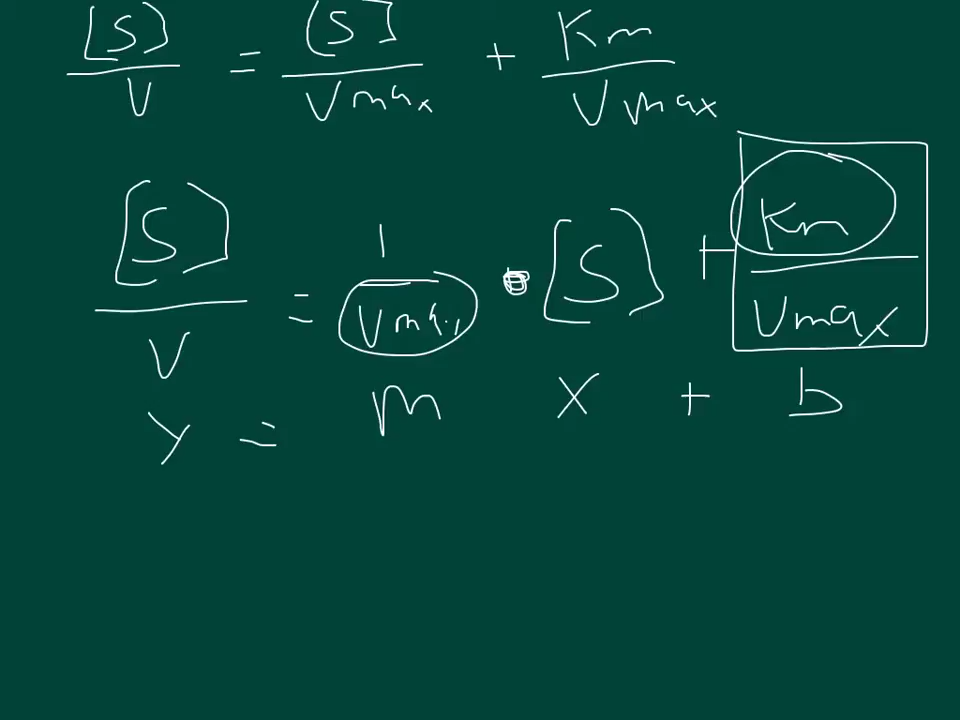 [S]/V = [S]/Vmax + Km/Vmax
[S]/V = 1/Vmax • [S] + Km/Vmax
y = m x + b